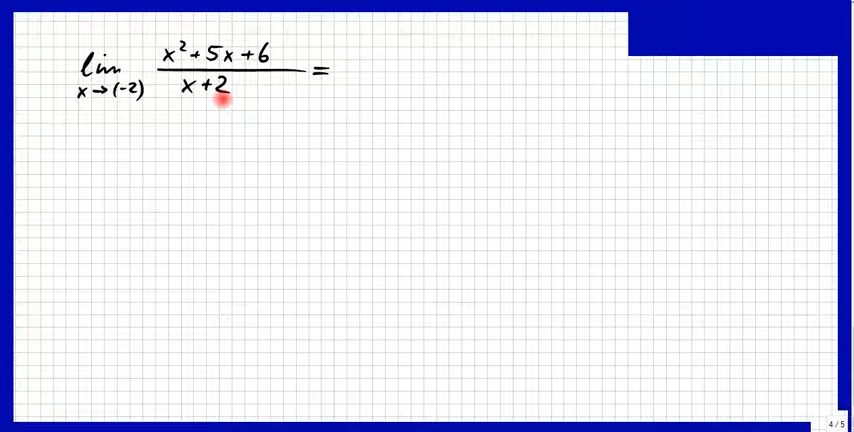 lim x→(-2) (x² + 5x + 6)/(x + 2) =
4/5